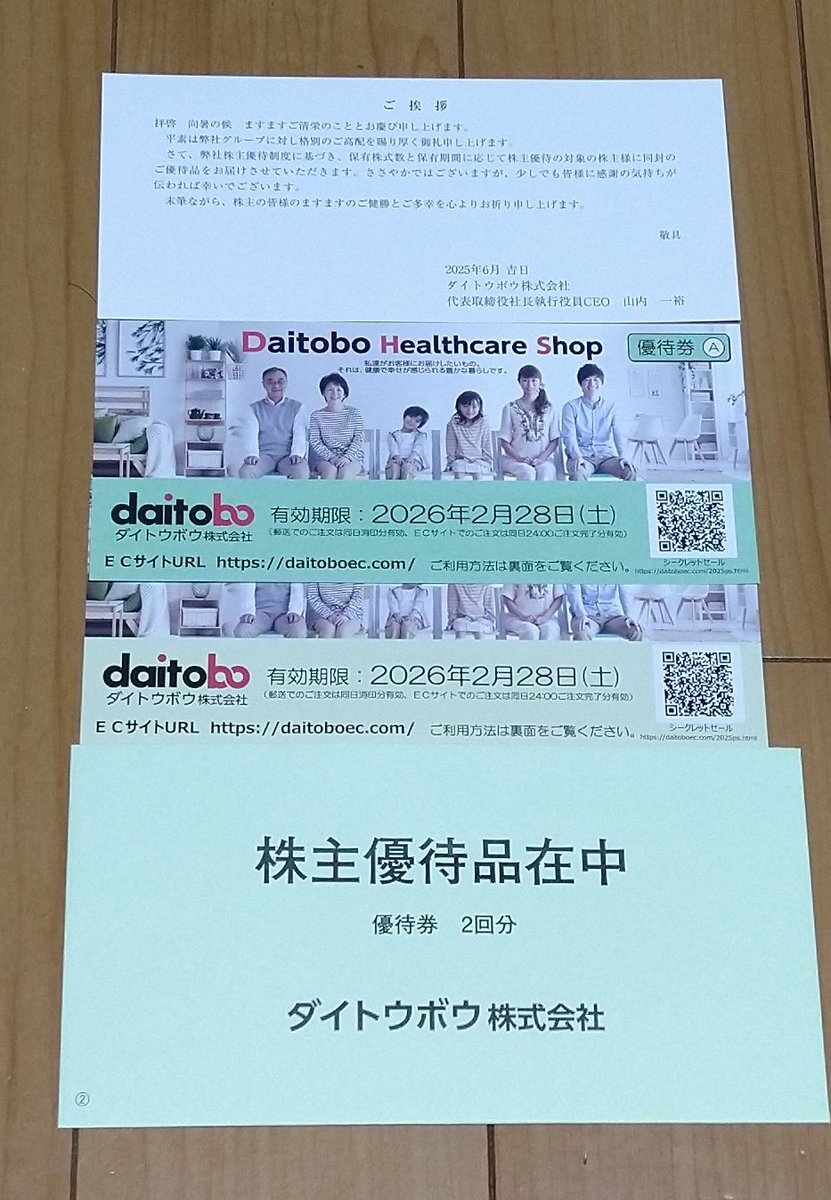 ご挨拶
拝啓　向暑の候　ますますご清栄のこととお慶び申し上げます。
平素は弊社グループに対し格別のご高配を賜り厚く御礼申し上げます。
さて、弊社株主優待制度に基づき、保有株式数と保有期間に応じて株主優待の対象の株主様に同封の
ご優待品をお届けさせていただきます。ささやかではございますが、少しでも皆様に感謝の気持ちが
伝われば幸いでございます。
末筆ながら、株主の皆様のますますのご健勝とご多幸を心よりお祈り申し上げます。
敬具
2025年6月 吉日
ダイトウボウ株式会社
代表取締役社長執行役員CEO　山内　一裕
Daitobo Healthcare Shop
優待券 A
私達がお客様にお届けしたいもの。
それは、健康で幸せが感じられる豊かな暮らしです。
daitobo
ダイトウボウ株式会社
有効期限：2026年2月28日(土)
(郵送でのご注文は同日消印分有効、ＥＣサイトでのご注文は同日24:00ご注文完了分有効)
ＥＣサイトURL https://daitoboec.com/ ご利用方法は裏面をご覧ください。
シークレットセール
https://daitoboec.com/2025ps.html
daitobo
ダイトウボウ株式会社
有効期限：2026年2月28日(土)
(郵送でのご注文は同日消印分有効、ＥＣサイトでのご注文は同日24:00ご注文完了分有効)
ＥＣサイトURL https://daitoboec.com/ ご利用方法は裏面をご覧ください。
シークレットセール
https://daitoboec.com/2025ps.html
株主優待品在中
優待券　2回分
ダイトウボウ株式会社
②